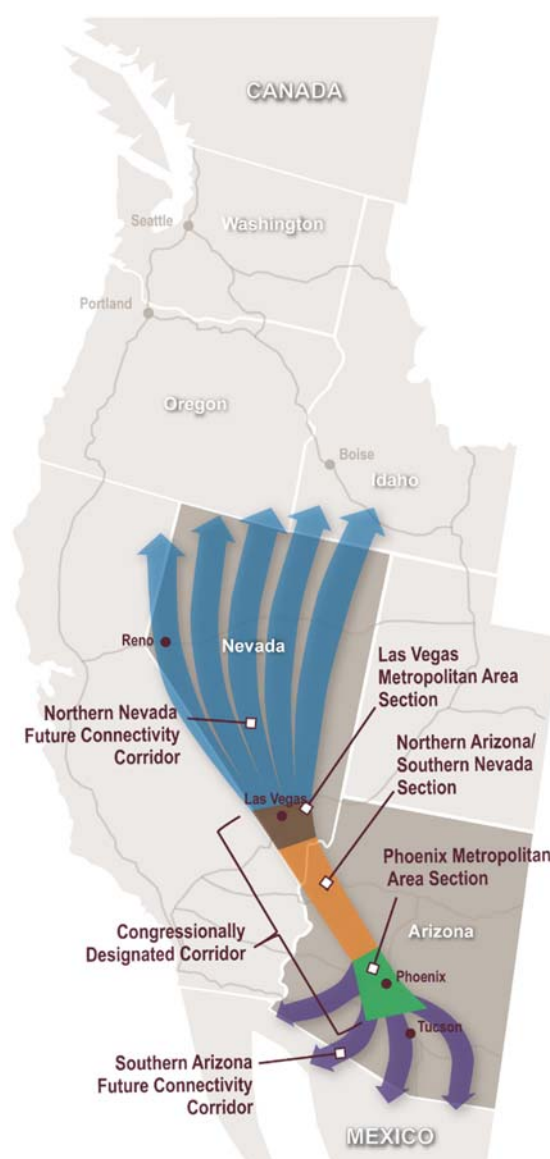 CANADA
Seattle
Washington
Portland
Oregon
Boise
Idaho
Reno
Nevada
Las Vegas
Metropolitan Area
Section
Northern Nevada
Future Connectivity
Corridor
Northern Arizona/
Southern Nevada
Section
Las Vegas
Phoenix Metropolitan
Area Section
Congressionally
Designated Corridor
Arizona
Phoenix
Tucson
Southern Arizona
Future Connectivity
Corridor
MEXICO